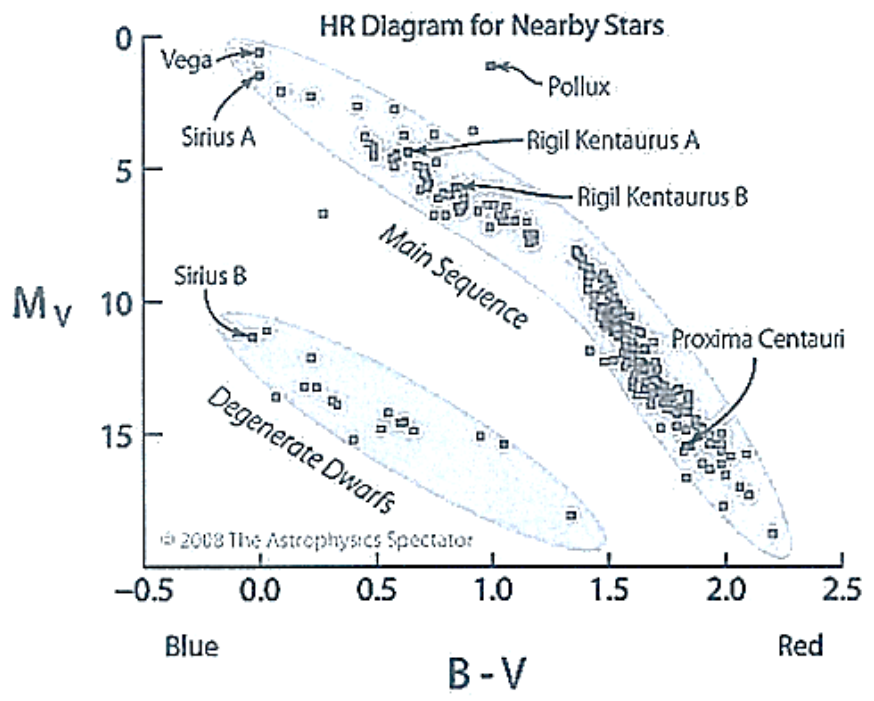 HR Diagram for Nearby Stars
0
Vega
Pollux
Sirius A
Rigil Kentaurus A
5
Rigil Kentaurus B
Main Sequence
Sirius B
Mv
10
Proxima Centauri
Degenerate Dwarfs
15
© 2008 The Astrophysics Spectator
−0.5 0.0 0.5 1.0 1.5 2.0 2.5
Blue Red
B - V